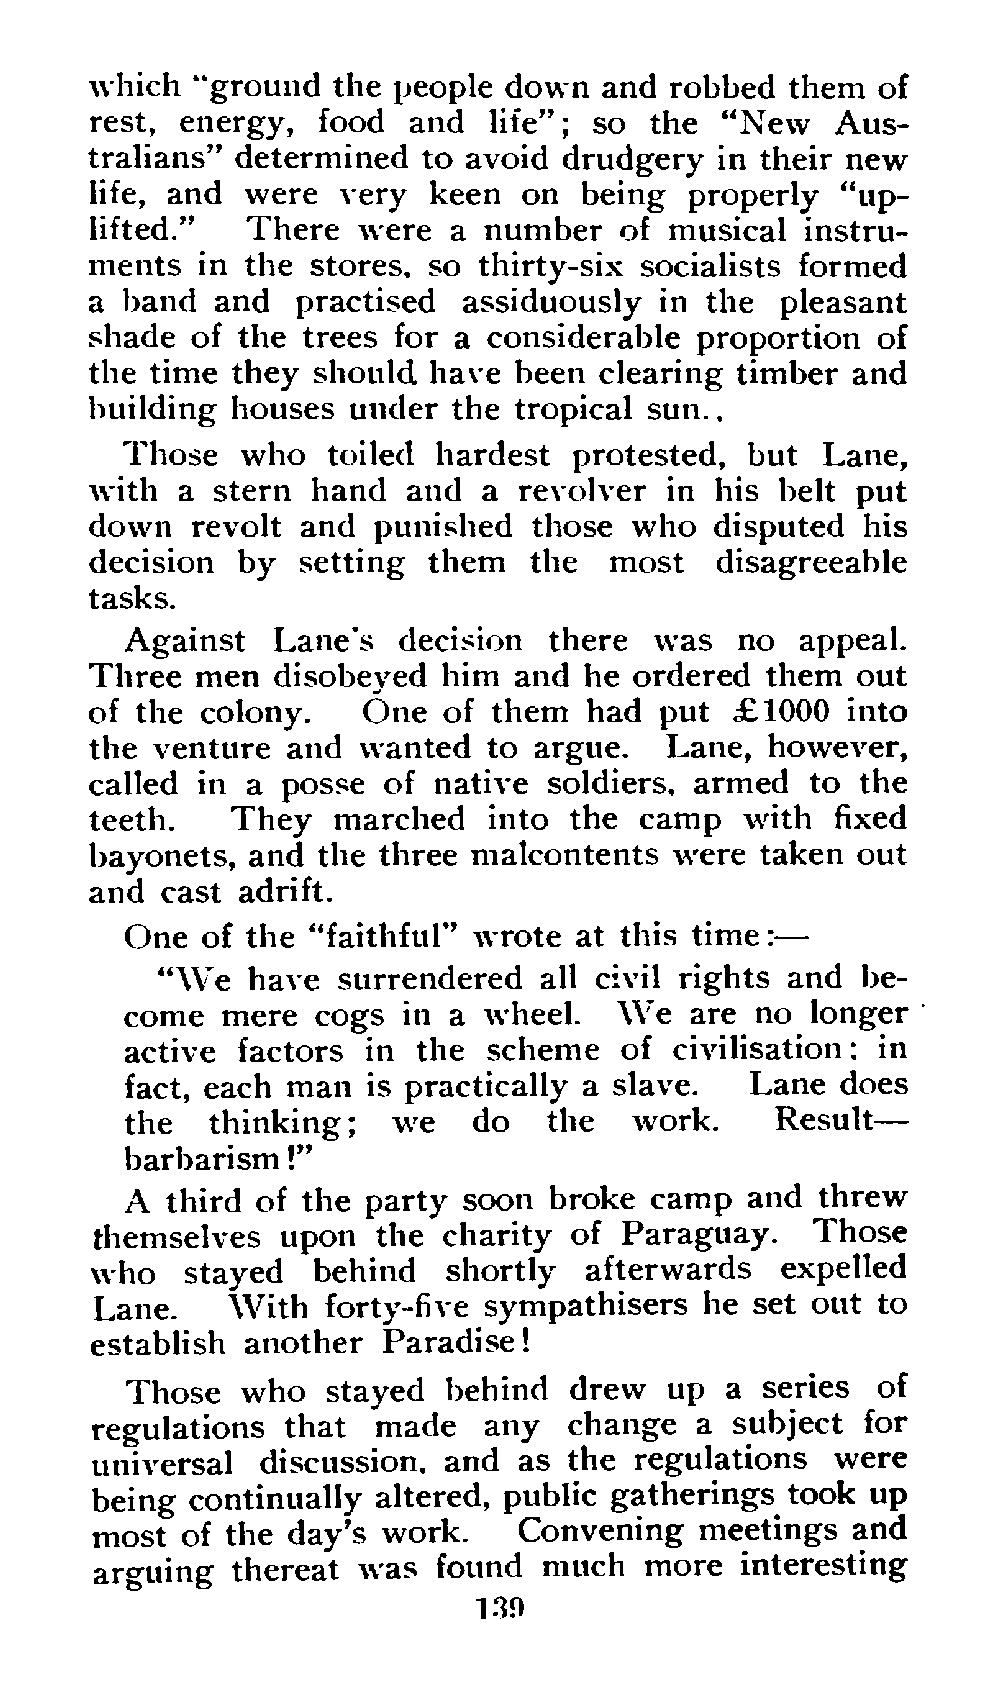 which “ground the people down and robbed them of
rest, energy, food and life”; so the “New Aus-
tralians” determined to avoid drudgery in their new
life, and were very keen on being properly “up-
lifted.” There were a number of musical instru-
ments in the stores, so thirty-six socialists formed
a band and practised assiduously in the pleasant
shade of the trees for a considerable proportion of
the time they should have been clearing timber and
building houses under the tropical sun..
Those who toiled hardest protested, but Lane,
with a stern hand and a revolver in his belt put
down revolt and punished those who disputed his
decision by setting them the most disagreeable
tasks.
Against Lane's decision there was no appeal.
Three men disobeyed him and he ordered them out
of the colony. One of them had put £1000 into
the venture and wanted to argue. Lane, however,
called in a posse of native soldiers, armed to the
teeth. They marched into the camp with fixed
bayonets, and the three malcontents were taken out
and cast adrift.
One of the “faithful” wrote at this time:—
“We have surrendered all civil rights and be-
come mere cogs in a wheel. We are no longer
active factors in the scheme of civilisation; in
fact, each man is practically a slave. Lane does
the thinking; we do the work. Result—
barbarism!”
A third of the party soon broke camp and threw
themselves upon the charity of Paraguay. Those
who stayed behind shortly afterwards expelled
Lane. With forty-five sympathisers he set out to
establish another Paradise!
Those who stayed behind drew up a series of
regulations that made any change a subject for
universal discussion, and as the regulations were
being continually altered, public gatherings took up
most of the day's work. Convening meetings and
arguing thereat was found much more interesting
139